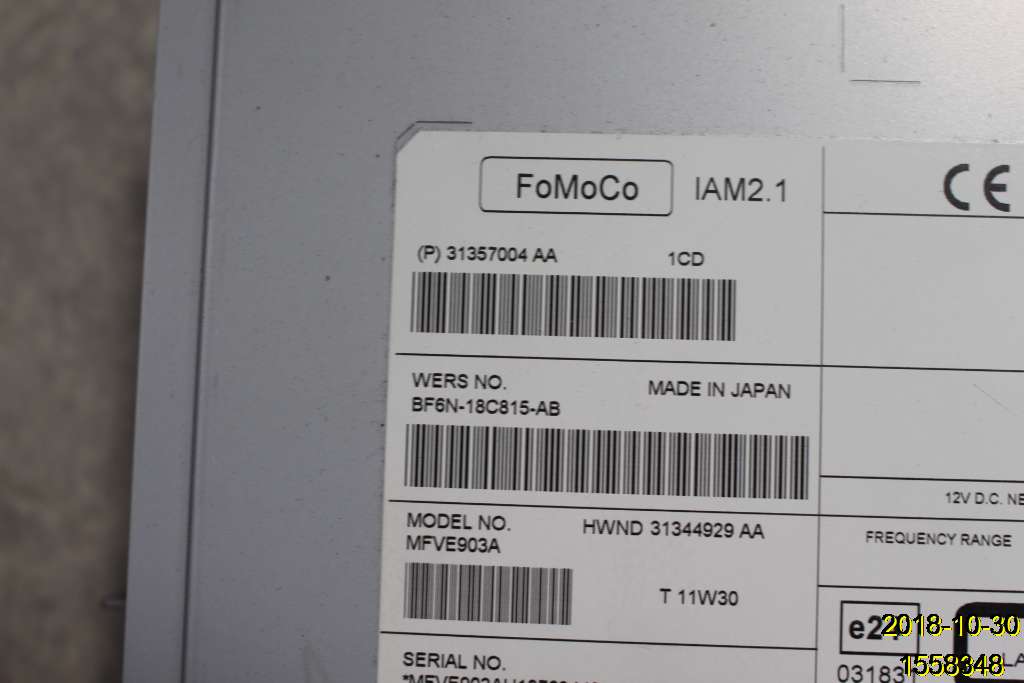 FoMoCo IAM2.1
CE
(P) 31357004 AA 1CD
WERS NO. MADE IN JAPAN
BF6N-18C815-AB
12V D.C.
MODEL NO. HWND 31344929 AA
MFVE903A
FREQUENCY RANGE
T 11W30
2018-10-30
SERIAL NO.
1558348